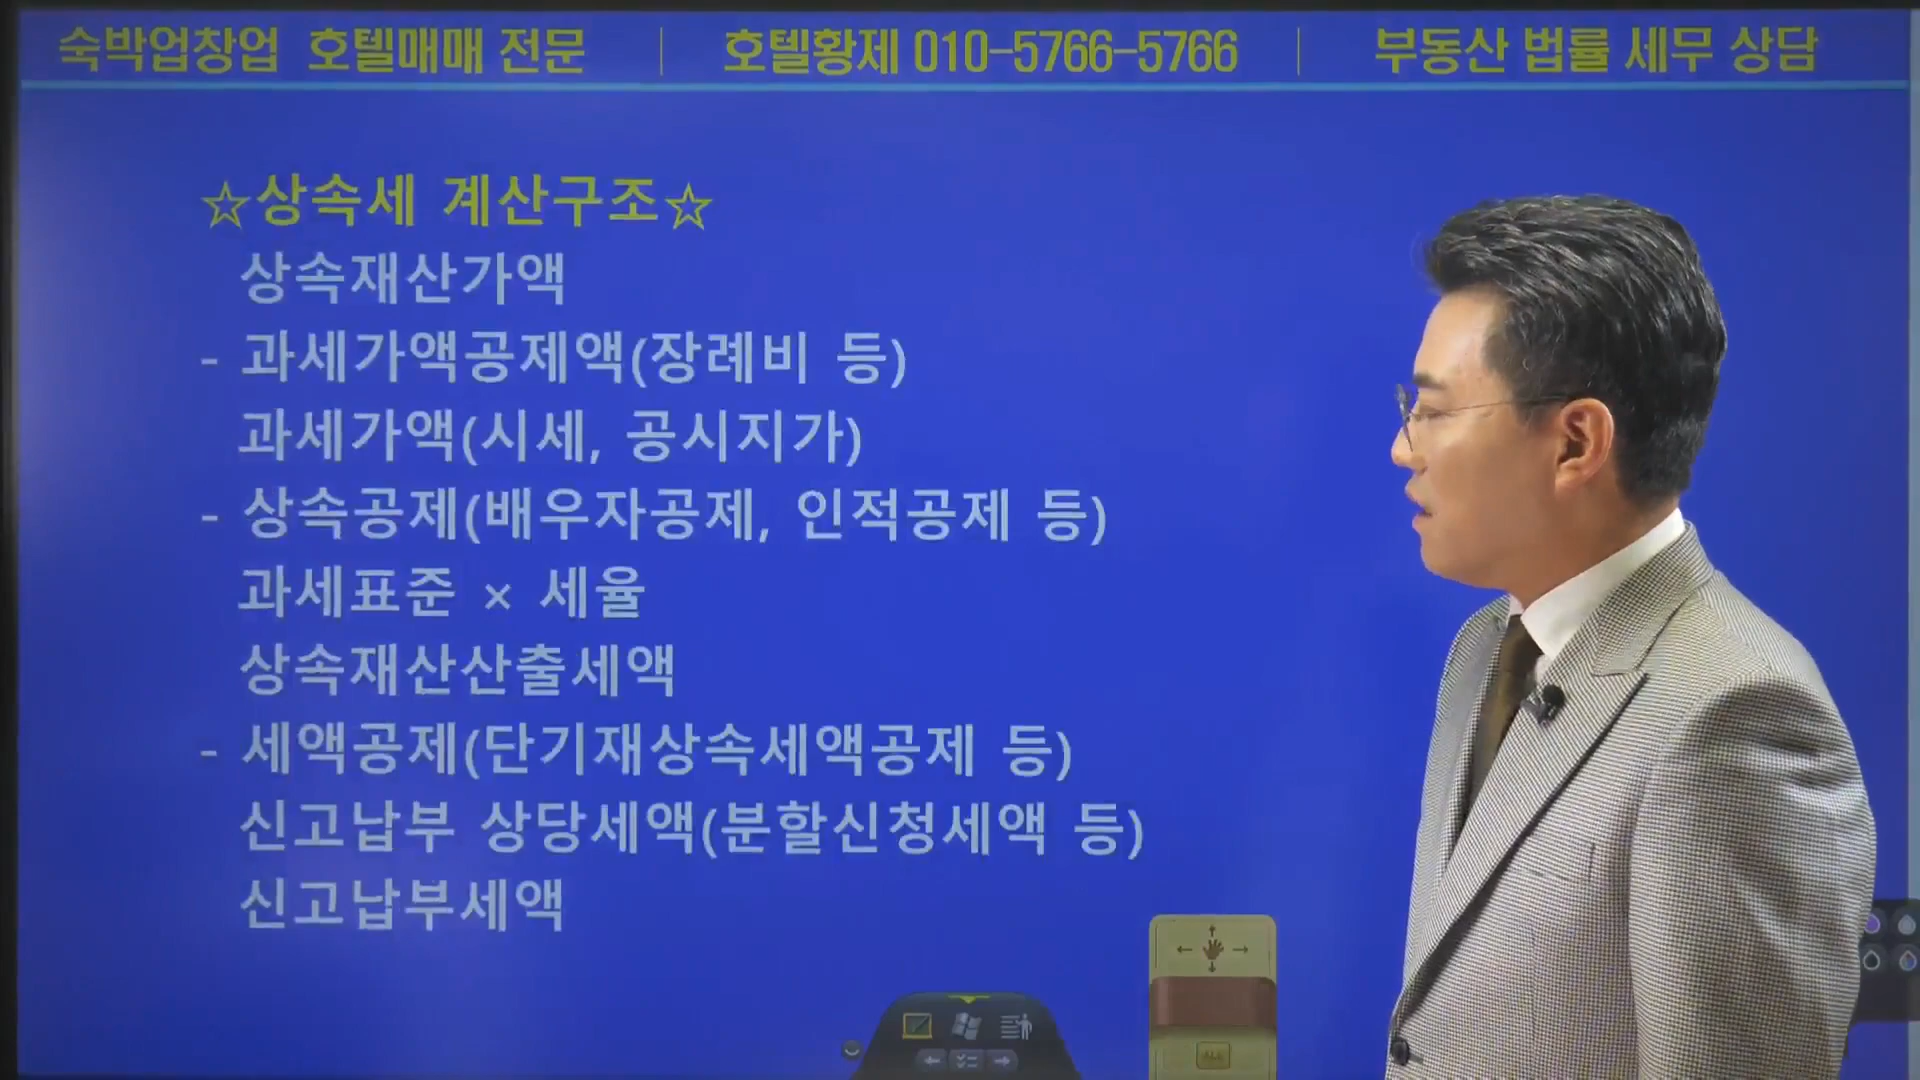 숙박업창업 호텔매매 전문 | 호텔황제 010-5766-5766 | 부동산 법률 세무 상담
☆상속세 계산구조☆
상속재산가액
- 과세가액공제액(장례비 등)
과세가액(시세, 공시지가)
- 상속공제(배우자공제, 인적공제 등)
과세표준 × 세율
상속재산산출세액
- 세액공제(단기재상속세액공제 등)
신고납부 상당세액(분할신청세액 등)
신고납부세액
ALL